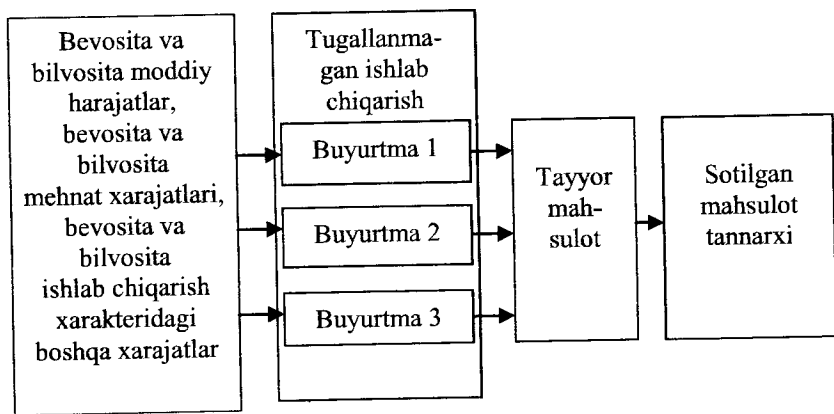 Bevosita va
bilvosita moddiy
harajatlar,
bevosita va
bilvosita
mehnat xarajatlari,
bevosita va
bilvosita
ishlab chiqarish
xarakteridagi
boshqa xarajatlar
Tugallanma-
gan ishlab
chiqarish
Buyurtma 1
Buyurtma 2
Buyurtma 3
Tayyor
mah-
sulot
Sotilgan
mahsulot
tannarxi